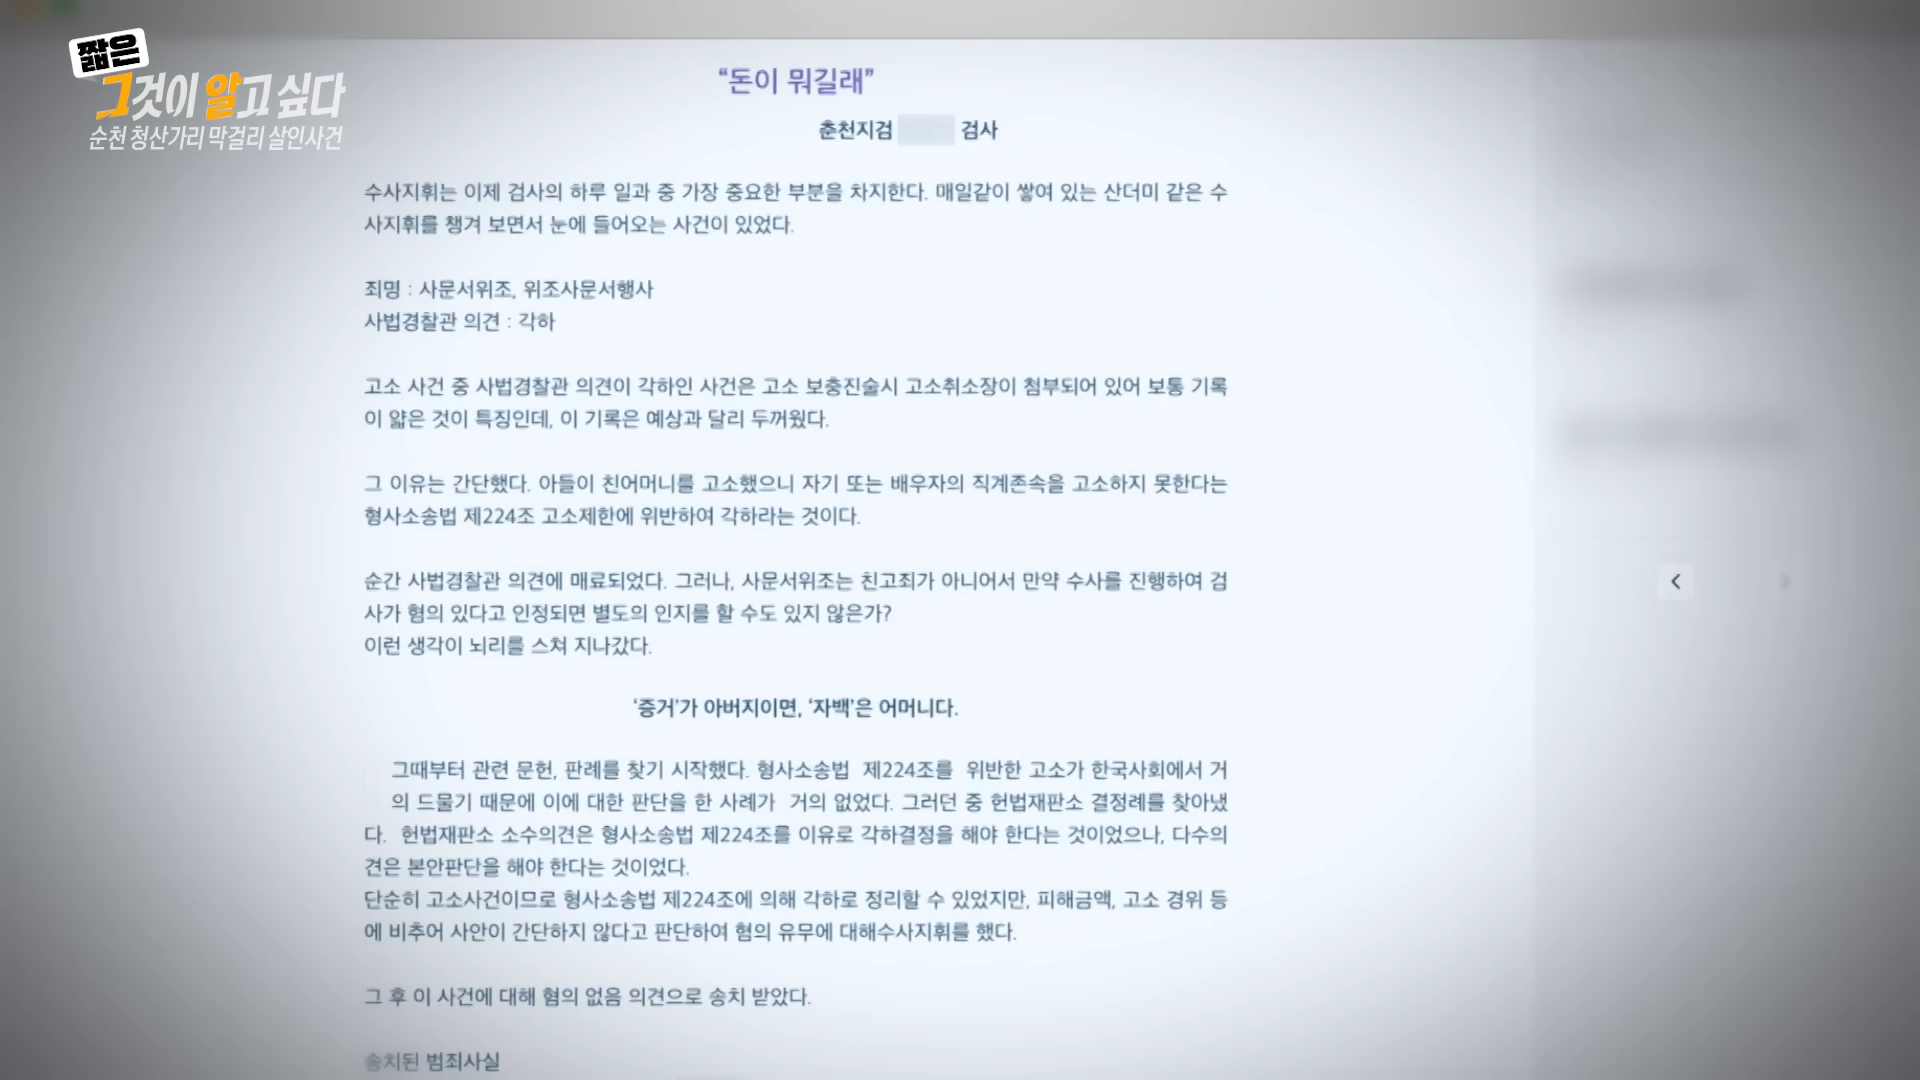 짧은
그것이 알고 싶다
순천 청산가리 막걸리 살인사건
“돈이 뭐길래”
춘천지검 검사
수사지휘는 이제 검사의 하루 일과 중 가장 중요한 부분을 차지한다. 매일같이 쌓여 있는 산더미 같은 수
사지휘를 챙겨 보면서 눈에 들어오는 사건이 있었다.
죄명 : 사문서위조, 위조사문서행사
사법경찰관 의견 : 각하
고소 사건 중 사법경찰관 의견이 각하인 사건은 고소 보충진술시 고소취소장이 첨부되어 있어 보통 기록
이 얇은 것이 특징인데, 이 기록은 예상과 달리 두꺼웠다.
그 이유는 간단했다. 아들이 친어머니를 고소했으니 자기 또는 배우자의 직계존속을 고소하지 못한다는
형사소송법 제224조 고소제한에 위반하여 각하라는 것이다.
순간 사법경찰관 의견에 매료되었다. 그러나, 사문서위조는 친고죄가 아니어서 만약 수사를 진행하여 검
사가 혐의 있다고 인정되면 별도의 인지를 할 수도 있지 않은가?
이런 생각이 뇌리를 스쳐 지나갔다.
‘증거’가 아버지이면, ‘자백’은 어머니다.
그때부터 관련 문헌, 판례를 찾기 시작했다. 형사소송법 제224조를 위반한 고소가 한국사회에서 거
의 드물기 때문에 이에 대한 판단을 한 사례가 거의 없었다. 그러던 중 헌법재판소 결정례를 찾아냈
다. 헌법재판소 소수의견은 형사소송법 제224조를 이유로 각하결정을 해야 한다는 것이었으나, 다수의
견은 본안판단을 해야 한다는 것이었다.
단순히 고소사건이므로 형사소송법 제224조에 의해 각하로 정리할 수 있었지만, 피해금액, 고소 경위 등
에 비추어 사안이 간단하지 않다고 판단하여 혐의 유무에 대해수사지휘를 했다.
그 후 이 사건에 대해 혐의 없음 의견으로 송치 받았다.
송치된 범죄사실